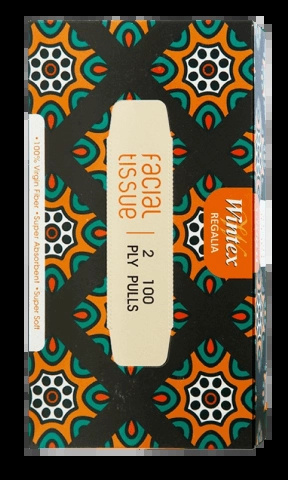 Wintex
REGALIA
facial
tissue
2 100
PLY PULLS
•100% Virgin Fiber •Super Absorbent •Super Soft